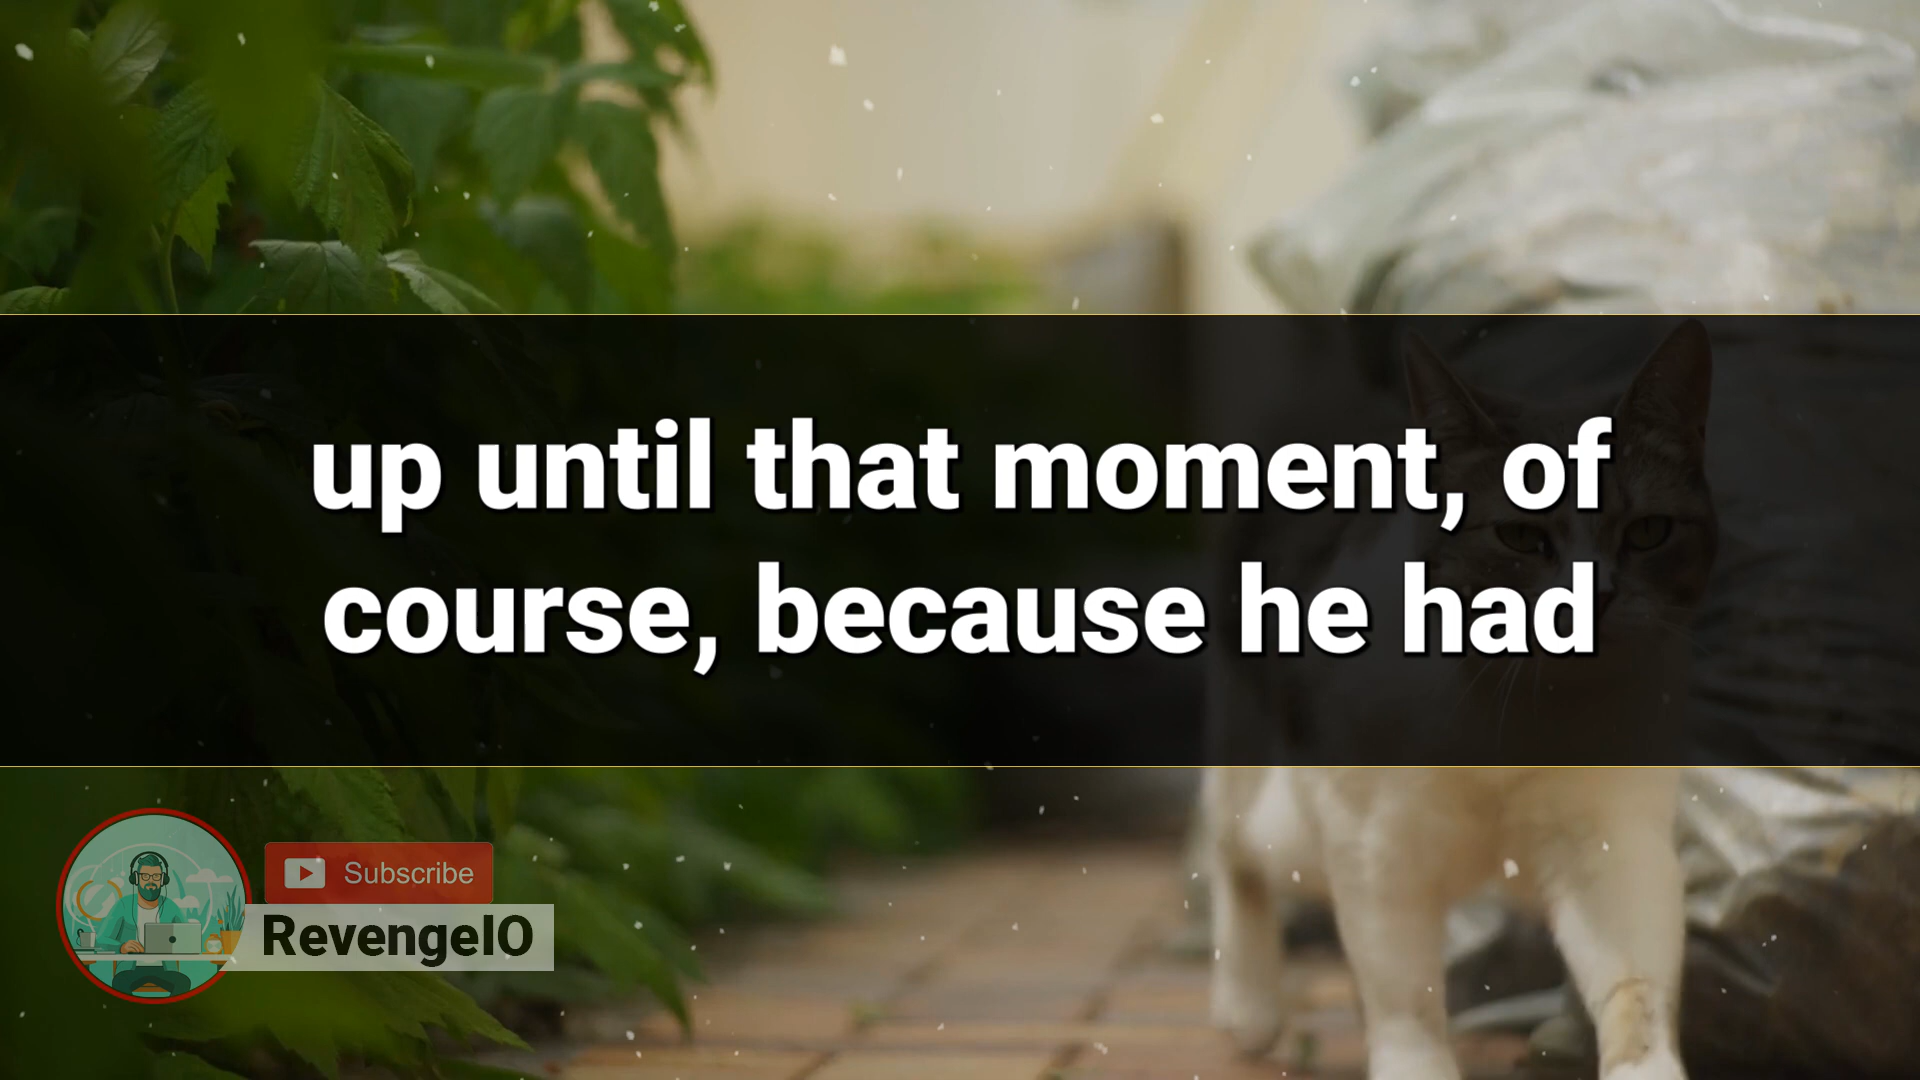 up until that moment, of
course, because he had
Subscribe
RevengeIO